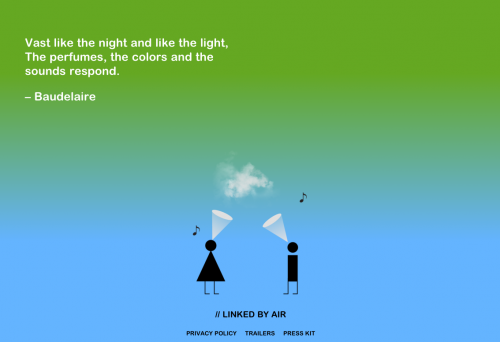 Vast like the night and like the light,
The perfumes, the colors and the
sounds respond.
– Baudelaire
// LINKED BY AIR
PRIVACY POLICY TRAILERS PRESS KIT